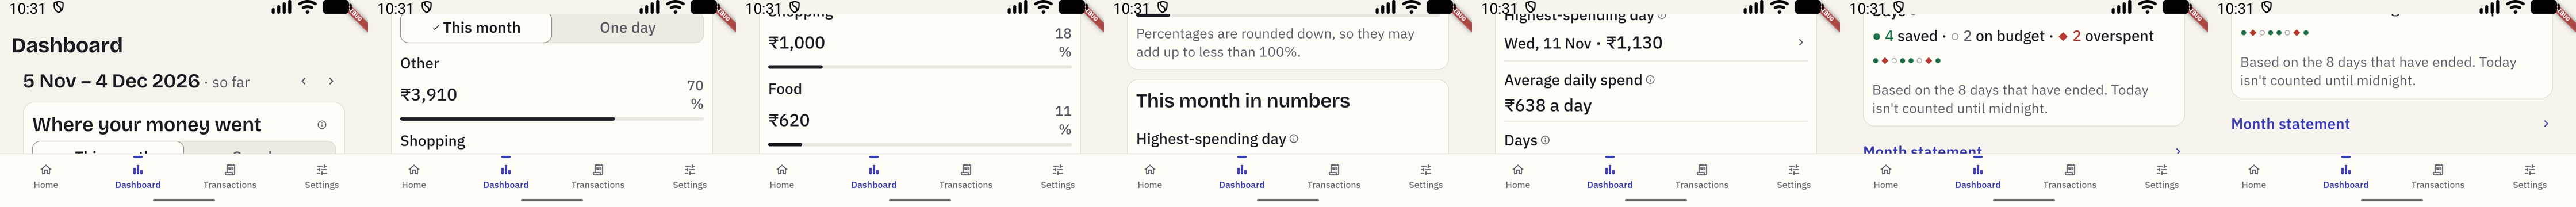 10:31
Dashboard
5 Nov – 4 Dec 2026 · so far
Where your money went
Home
Dashboard
Transactions
Settings
10:31
This month
One day
Other
₹3,910
70
%
Shopping
Home
Dashboard
Transactions
Settings
10:31
Shopping
₹1,000
18
%
Food
₹620
11
%
Home
Dashboard
Transactions
Settings
10:31
Percentages are rounded down, so they may
add up to less than 100%.
This month in numbers
Highest-spending day
Home
Dashboard
Transactions
Settings
10:31
Highest-spending day
Wed, 11 Nov · ₹1,130
Average daily spend
₹638 a day
Days
Home
Dashboard
Transactions
Settings
10:31
Days
4 saved · 2 on budget · 2 overspent
Based on the 8 days that have ended. Today
isn't counted until midnight.
Month statement
Home
Dashboard
Transactions
Settings
10:31
Based on the 8 days that have ended. Today
isn't counted until midnight.
Month statement
Home
Dashboard
Transactions
Settings